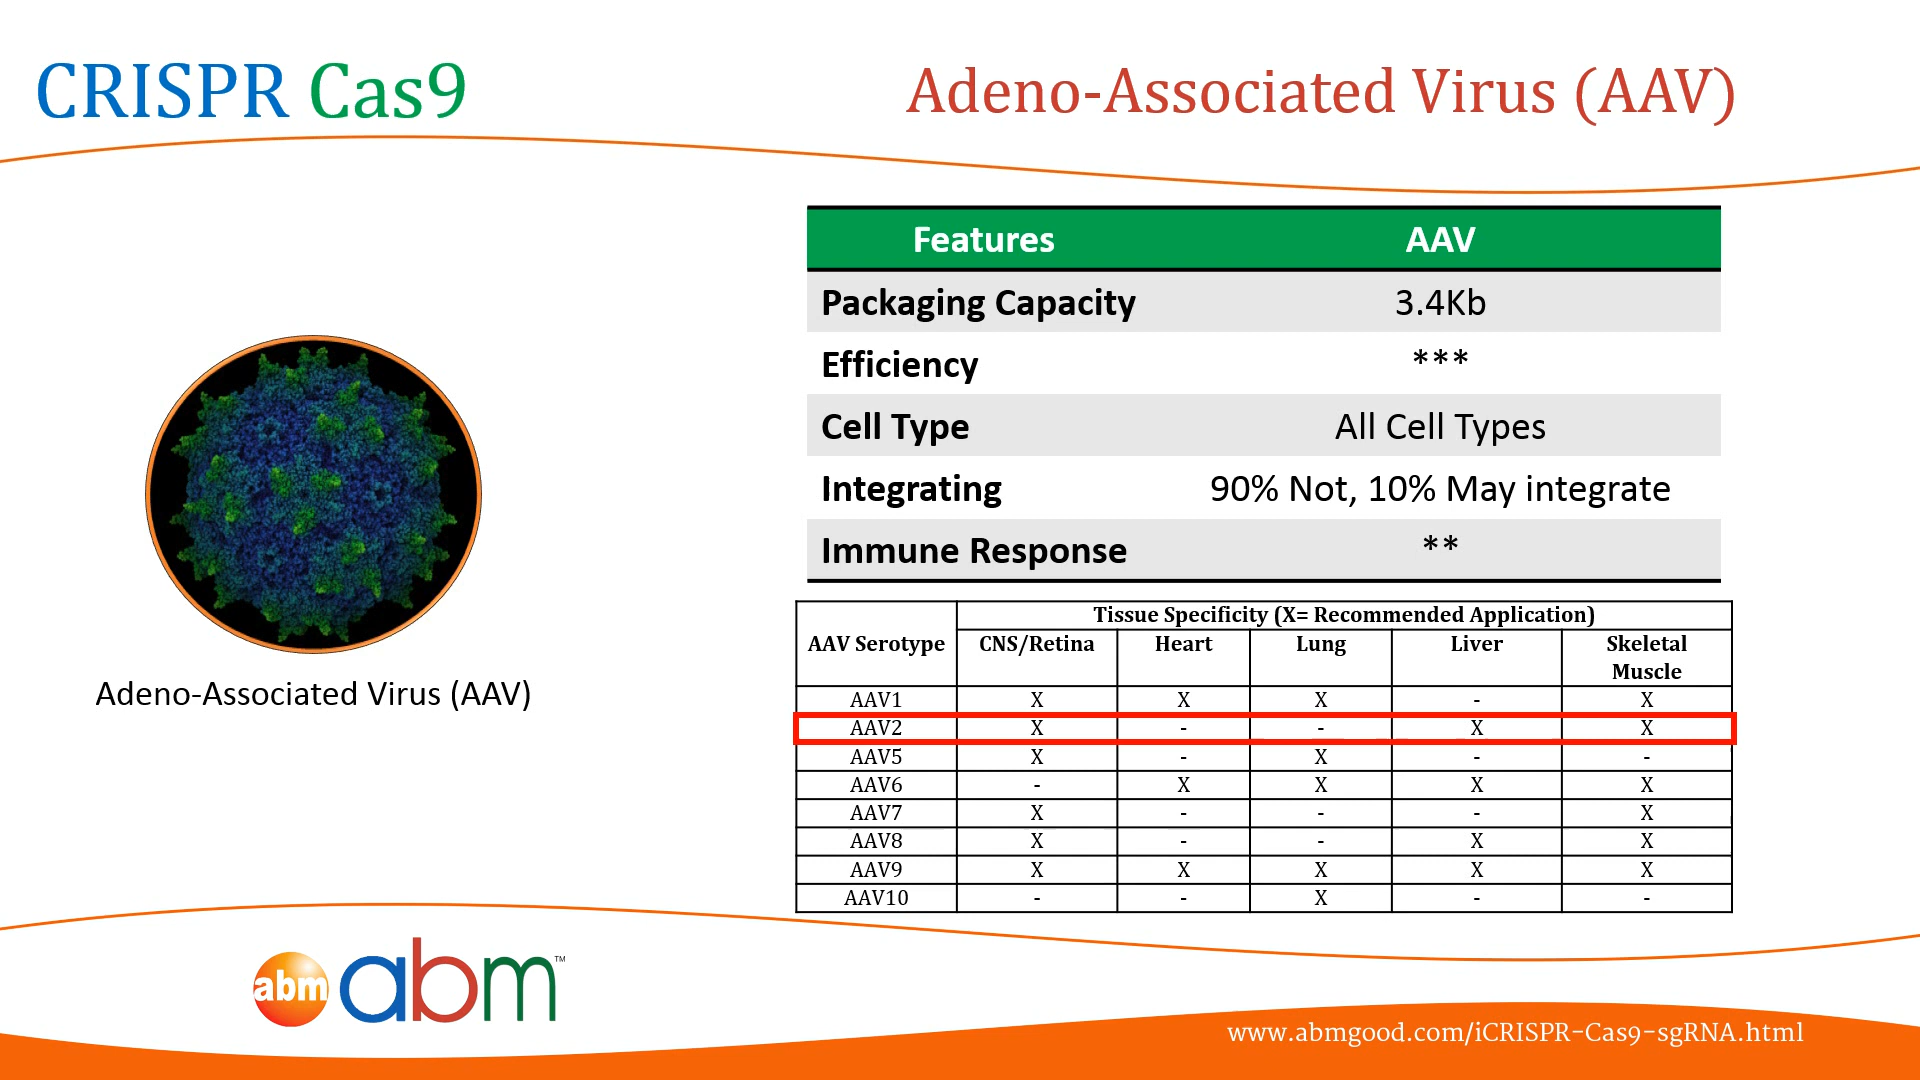 CRISPR Cas9
Adeno-Associated Virus (AAV)
Features AAV
Packaging Capacity 3.4Kb
Efficiency ***
Cell Type All Cell Types
Integrating 90% Not, 10% May integrate
Immune Response **
Adeno-Associated Virus (AAV)
AAV Serotype
Tissue Specificity (X= Recommended Application)
CNS/Retina Heart Lung Liver Skeletal
Muscle
AAV1 X X X - X
AAV2 X - - X X
AAV5 X - X - -
AAV6 - X X X X
AAV7 X - - - X
AAV8 X - - X X
AAV9 X X X X X
AAV10 - - X - -
abm abm™
www.abmgood.com/iCRISPR-Cas9-sgRNA.html